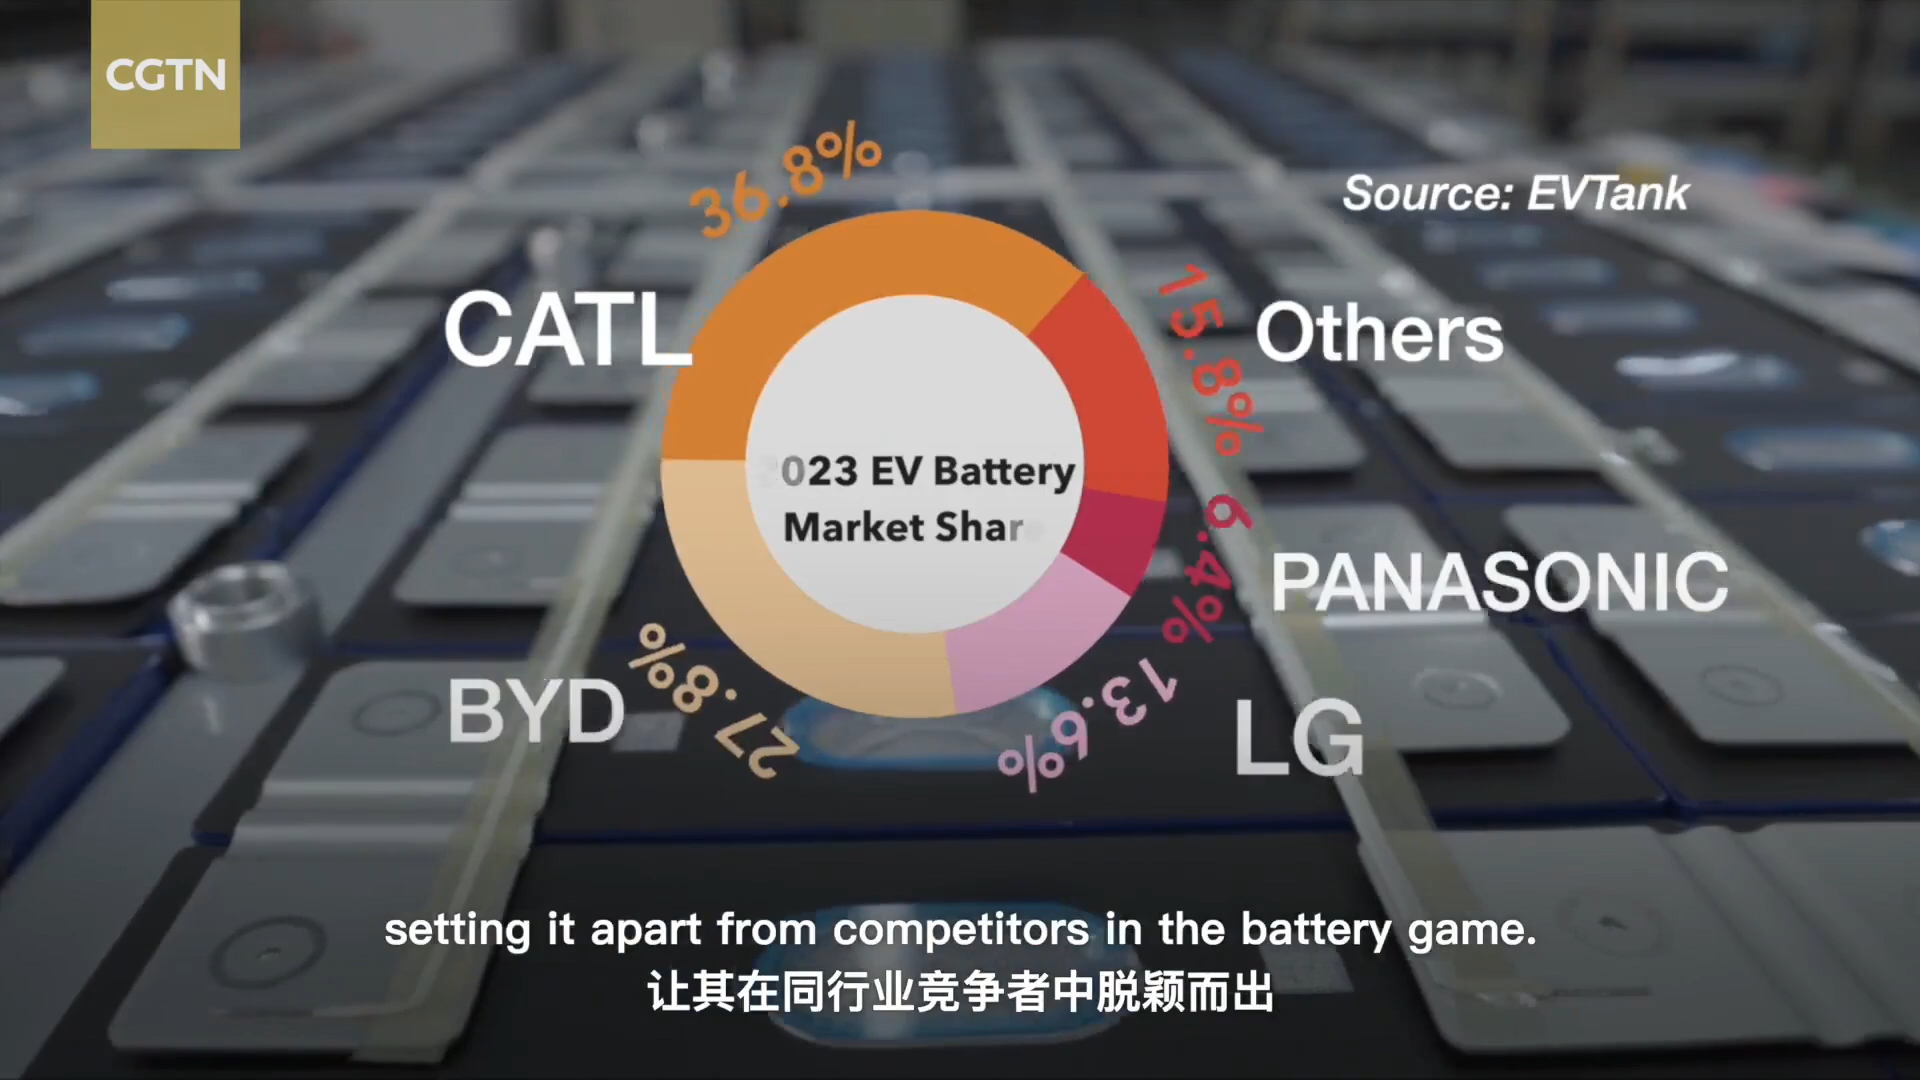 CGTN
Source: EVTank
36.8%
CATL
15.8%
Others
2023 EV Battery
Market Share
6.4%
PANASONIC
27.8%
BYD
13.6%
LG
setting it apart from competitors in the battery game.
让其在同行业竞争者中脱颖而出